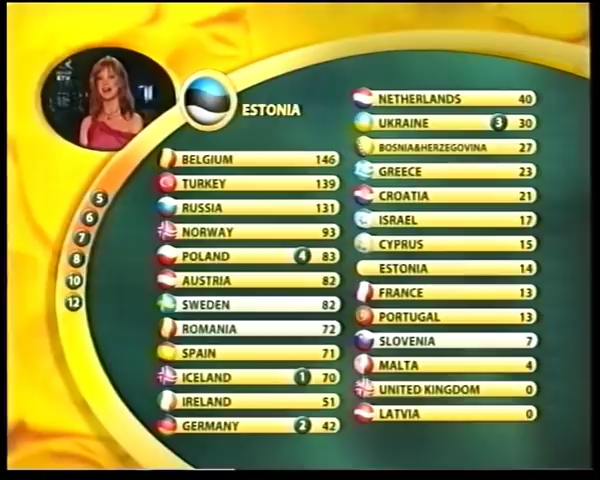 ESTONIA
5
6
7
8
10
12
BELGIUM 146
TURKEY 139
RUSSIA 131
NORWAY 93
POLAND 4 83
AUSTRIA 82
SWEDEN 82
ROMANIA 72
SPAIN 71
ICELAND 1 70
IRELAND 51
GERMANY 2 42
NETHERLANDS 40
UKRAINE 3 30
BOSNIA&HERZEGOVINA 27
GREECE 23
CROATIA 21
ISRAEL 17
CYPRUS 15
ESTONIA 14
FRANCE 13
PORTUGAL 13
SLOVENIA 7
MALTA 4
UNITED KINGDOM 0
LATVIA 0